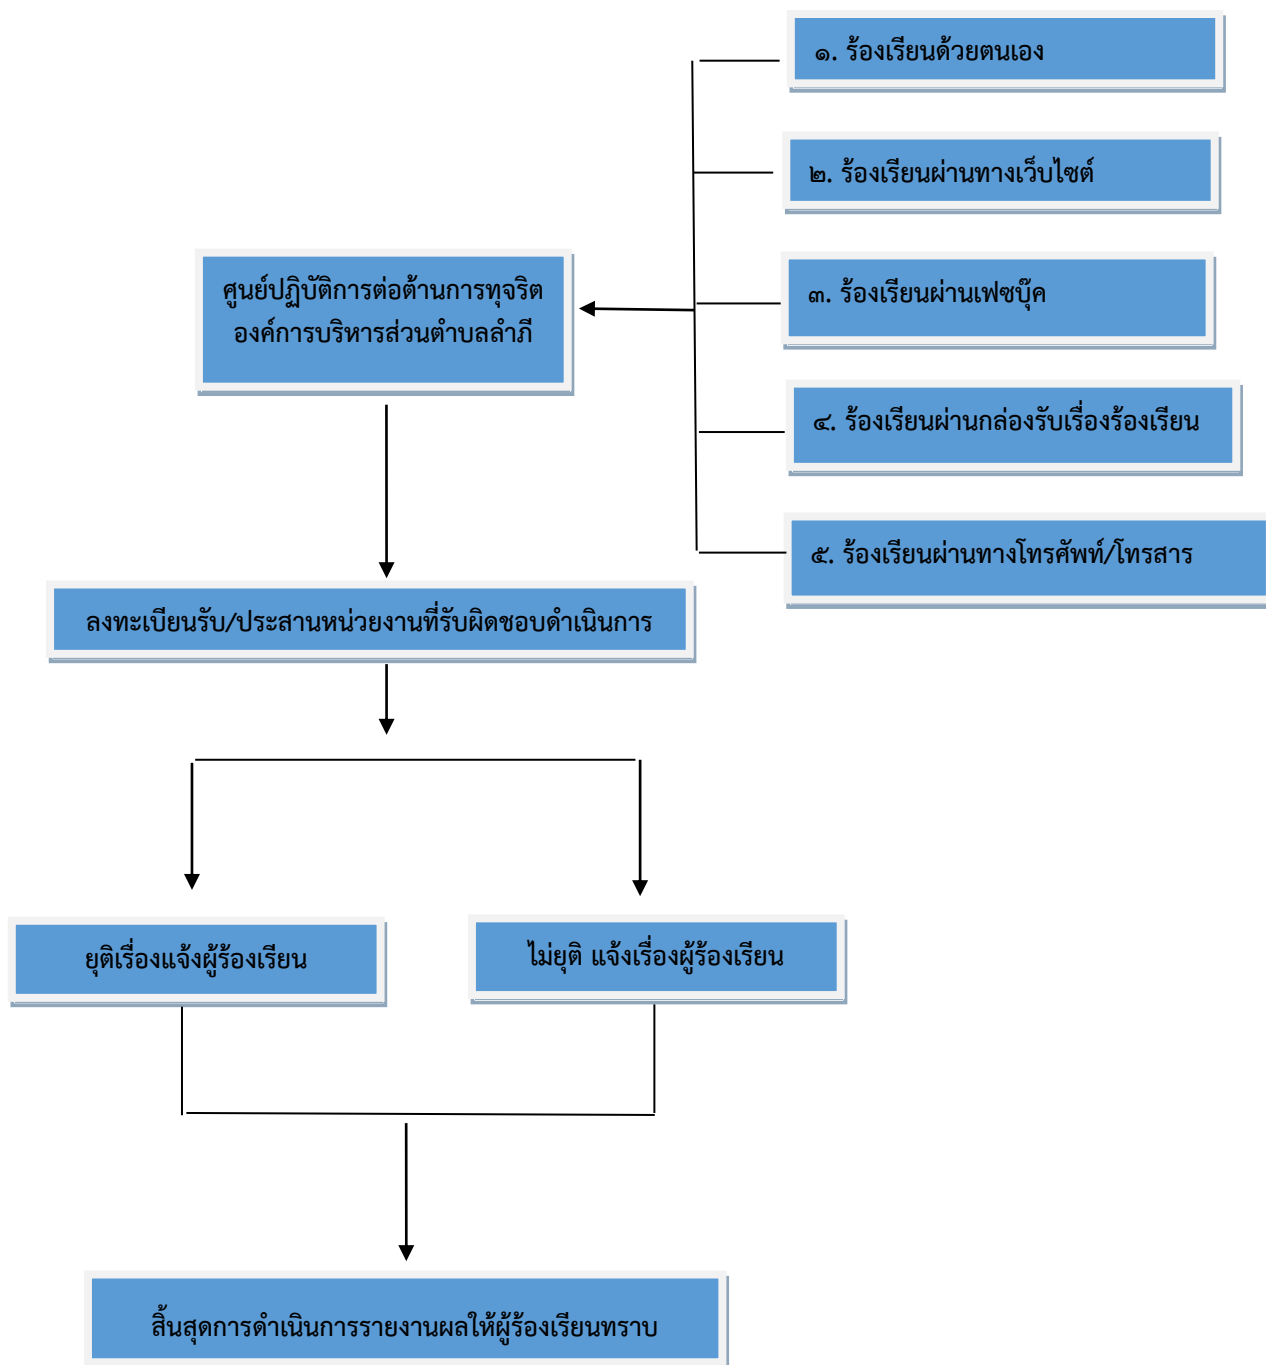 ๑. ร้องเรียนด้วยตนเอง
๒. ร้องเรียนผ่านทางเว็บไซต์
๓. ร้องเรียนผ่านเฟซบุ๊ค
๔. ร้องเรียนผ่านกล่องรับเรื่องร้องเรียน
๕. ร้องเรียนผ่านทางโทรศัพท์/โทรสาร
ศูนย์ปฏิบัติการต่อต้านการทุจริต
องค์การบริหารส่วนตำบลลำภี
ลงทะเบียนรับ/ประสานหน่วยงานที่รับผิดชอบดำเนินการ
ยุติเรื่องแจ้งผู้ร้องเรียน
ไม่ยุติ แจ้งเรื่องผู้ร้องเรียน
สิ้นสุดการดำเนินการรายงานผลให้ผู้ร้องเรียนทราบ